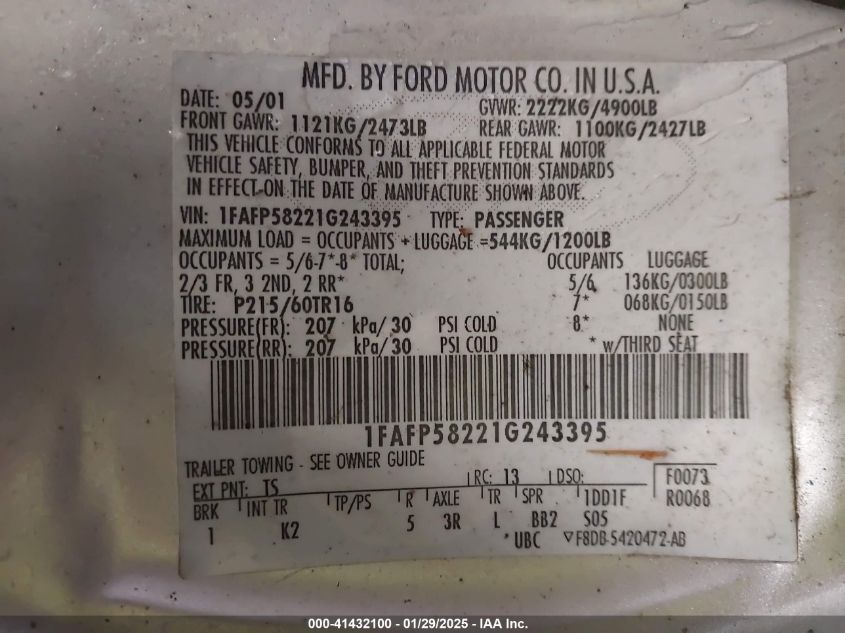 MFD. BY FORD MOTOR CO. IN U.S.A.
DATE: 05/01 GVWR: 2222KG/4900LB
FRONT GAWR: 1121KG/2473LB REAR GAWR: 1100KG/2427LB
THIS VEHICLE CONFORMS TO ALL APPLICABLE FEDERAL MOTOR
VEHICLE SAFETY, BUMPER, AND THEFT PREVENTION STANDARDS
IN EFFECT ON THE DATE OF MANUFACTURE SHOWN ABOVE.
VIN: 1FAFP58221G243395 TYPE: PASSENGER
MAXIMUM LOAD = OCCUPANTS + LUGGAGE =544KG/1200LB
OCCUPANTS = 5/6-7*-8* TOTAL; OCCUPANTS LUGGAGE
2/3 FR, 3 2ND, 2 RR* 5/6 136KG/0300LB
TIRE: P215/60TR16 7* 068KG/0150LB
PRESSURE(FR): 207 kPa/ 30 PSI COLD 8* NONE
PRESSURE(RR): 207 kPa/ 30 PSI COLD * w/THIRD SEAT
1FAFP58221G243395
TRAILER TOWING - SEE OWNER GUIDE
EXT PNT: TS RC: 13 DSO: F0073
BRK INT TR TP/PS R AXLE TR SPR 1DD1F R0068
1 K2 5 3R L BB2 S05
*UBC ▽F8DB-5420472-AB
000-41432100 - 01/29/2025 - IAA Inc.